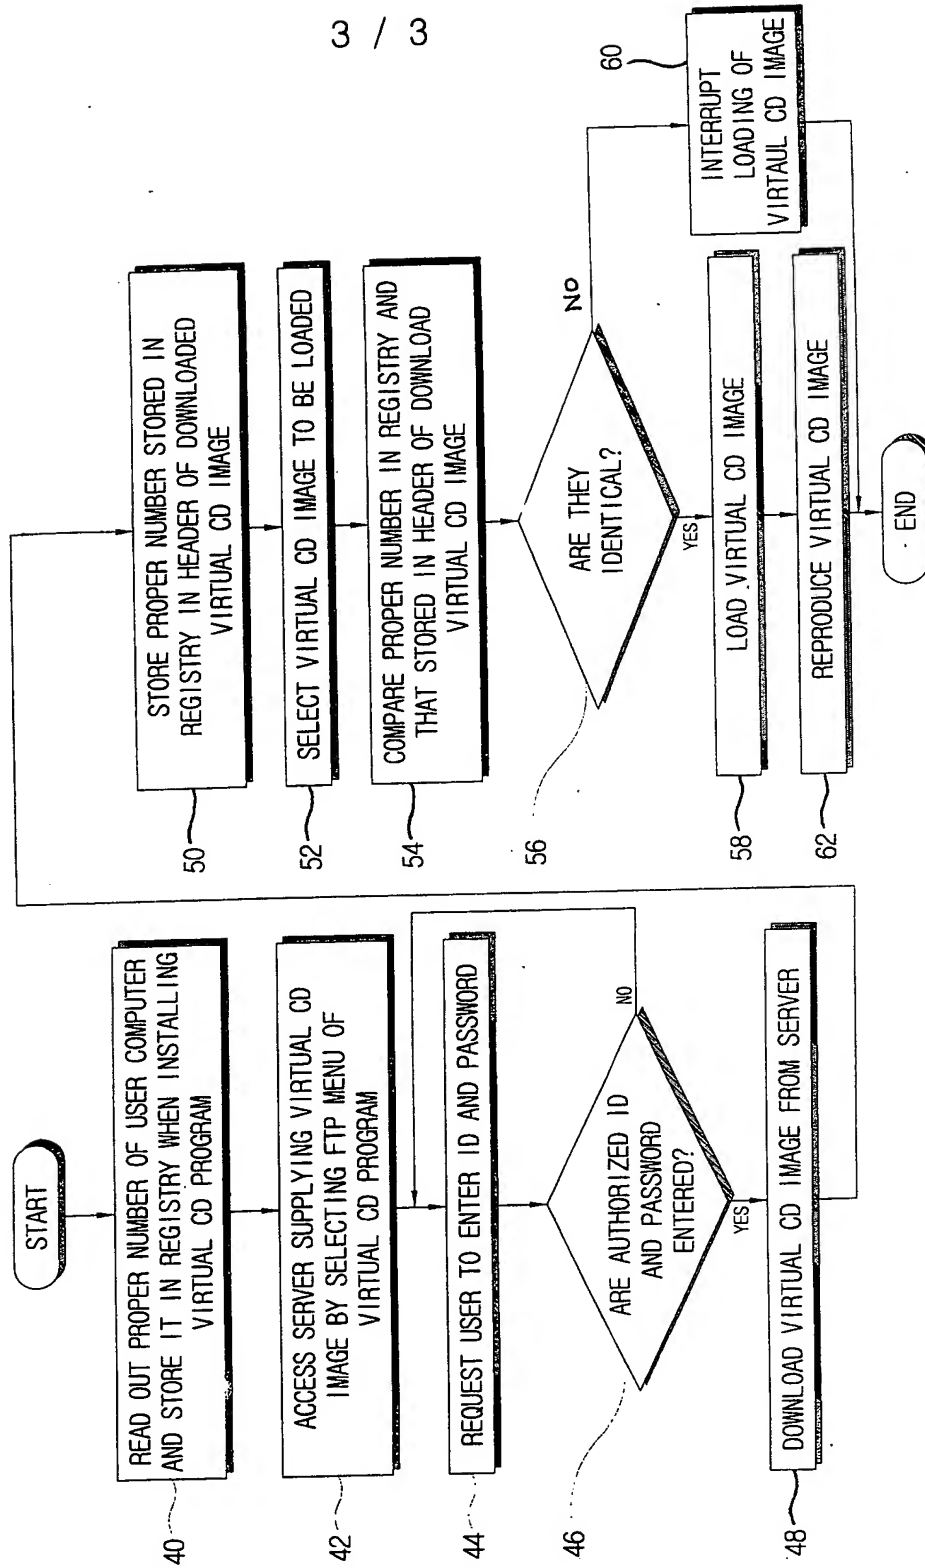 3 / 3
START
READ OUT PROPER NUMBER OF USER COMPUTER
AND STORE IT IN REGISTRY WHEN INSTALLING
VIRTUAL CD PROGRAM
40
ACCESS SERVER SUPPLYING VIRTUAL CD
IMAGE BY SELECTING FTP MENU OF
VIRTUAL CD PROGRAM
42
REQUEST USER TO ENTER ID AND PASSWORD
44
ARE AUTHORIZED ID
AND PASSWORD
ENTERED?
46
NO
YES
DOWNLOAD VIRTUAL CD IMAGE FROM SERVER
48
STORE PROPER NUMBER STORED IN
REGISTRY IN HEADER OF DOWNLOADED
VIRTUAL CD IMAGE
50
SELECT VIRTUAL CD IMAGE TO BE LOADED
52
COMPARE PROPER NUMBER IN REGISTRY AND
THAT STORED IN HEADER OF DOWNLOAD
VIRTUAL CD IMAGE
54
ARE THEY
IDENTICAL?
56
NO
YES
INTERRUPT
LOADING OF
VIRTAUL CD IMAGE
60
LOAD VIRTUAL CD IMAGE
58
REPRODUCE VIRTUAL CD IMAGE
62
END